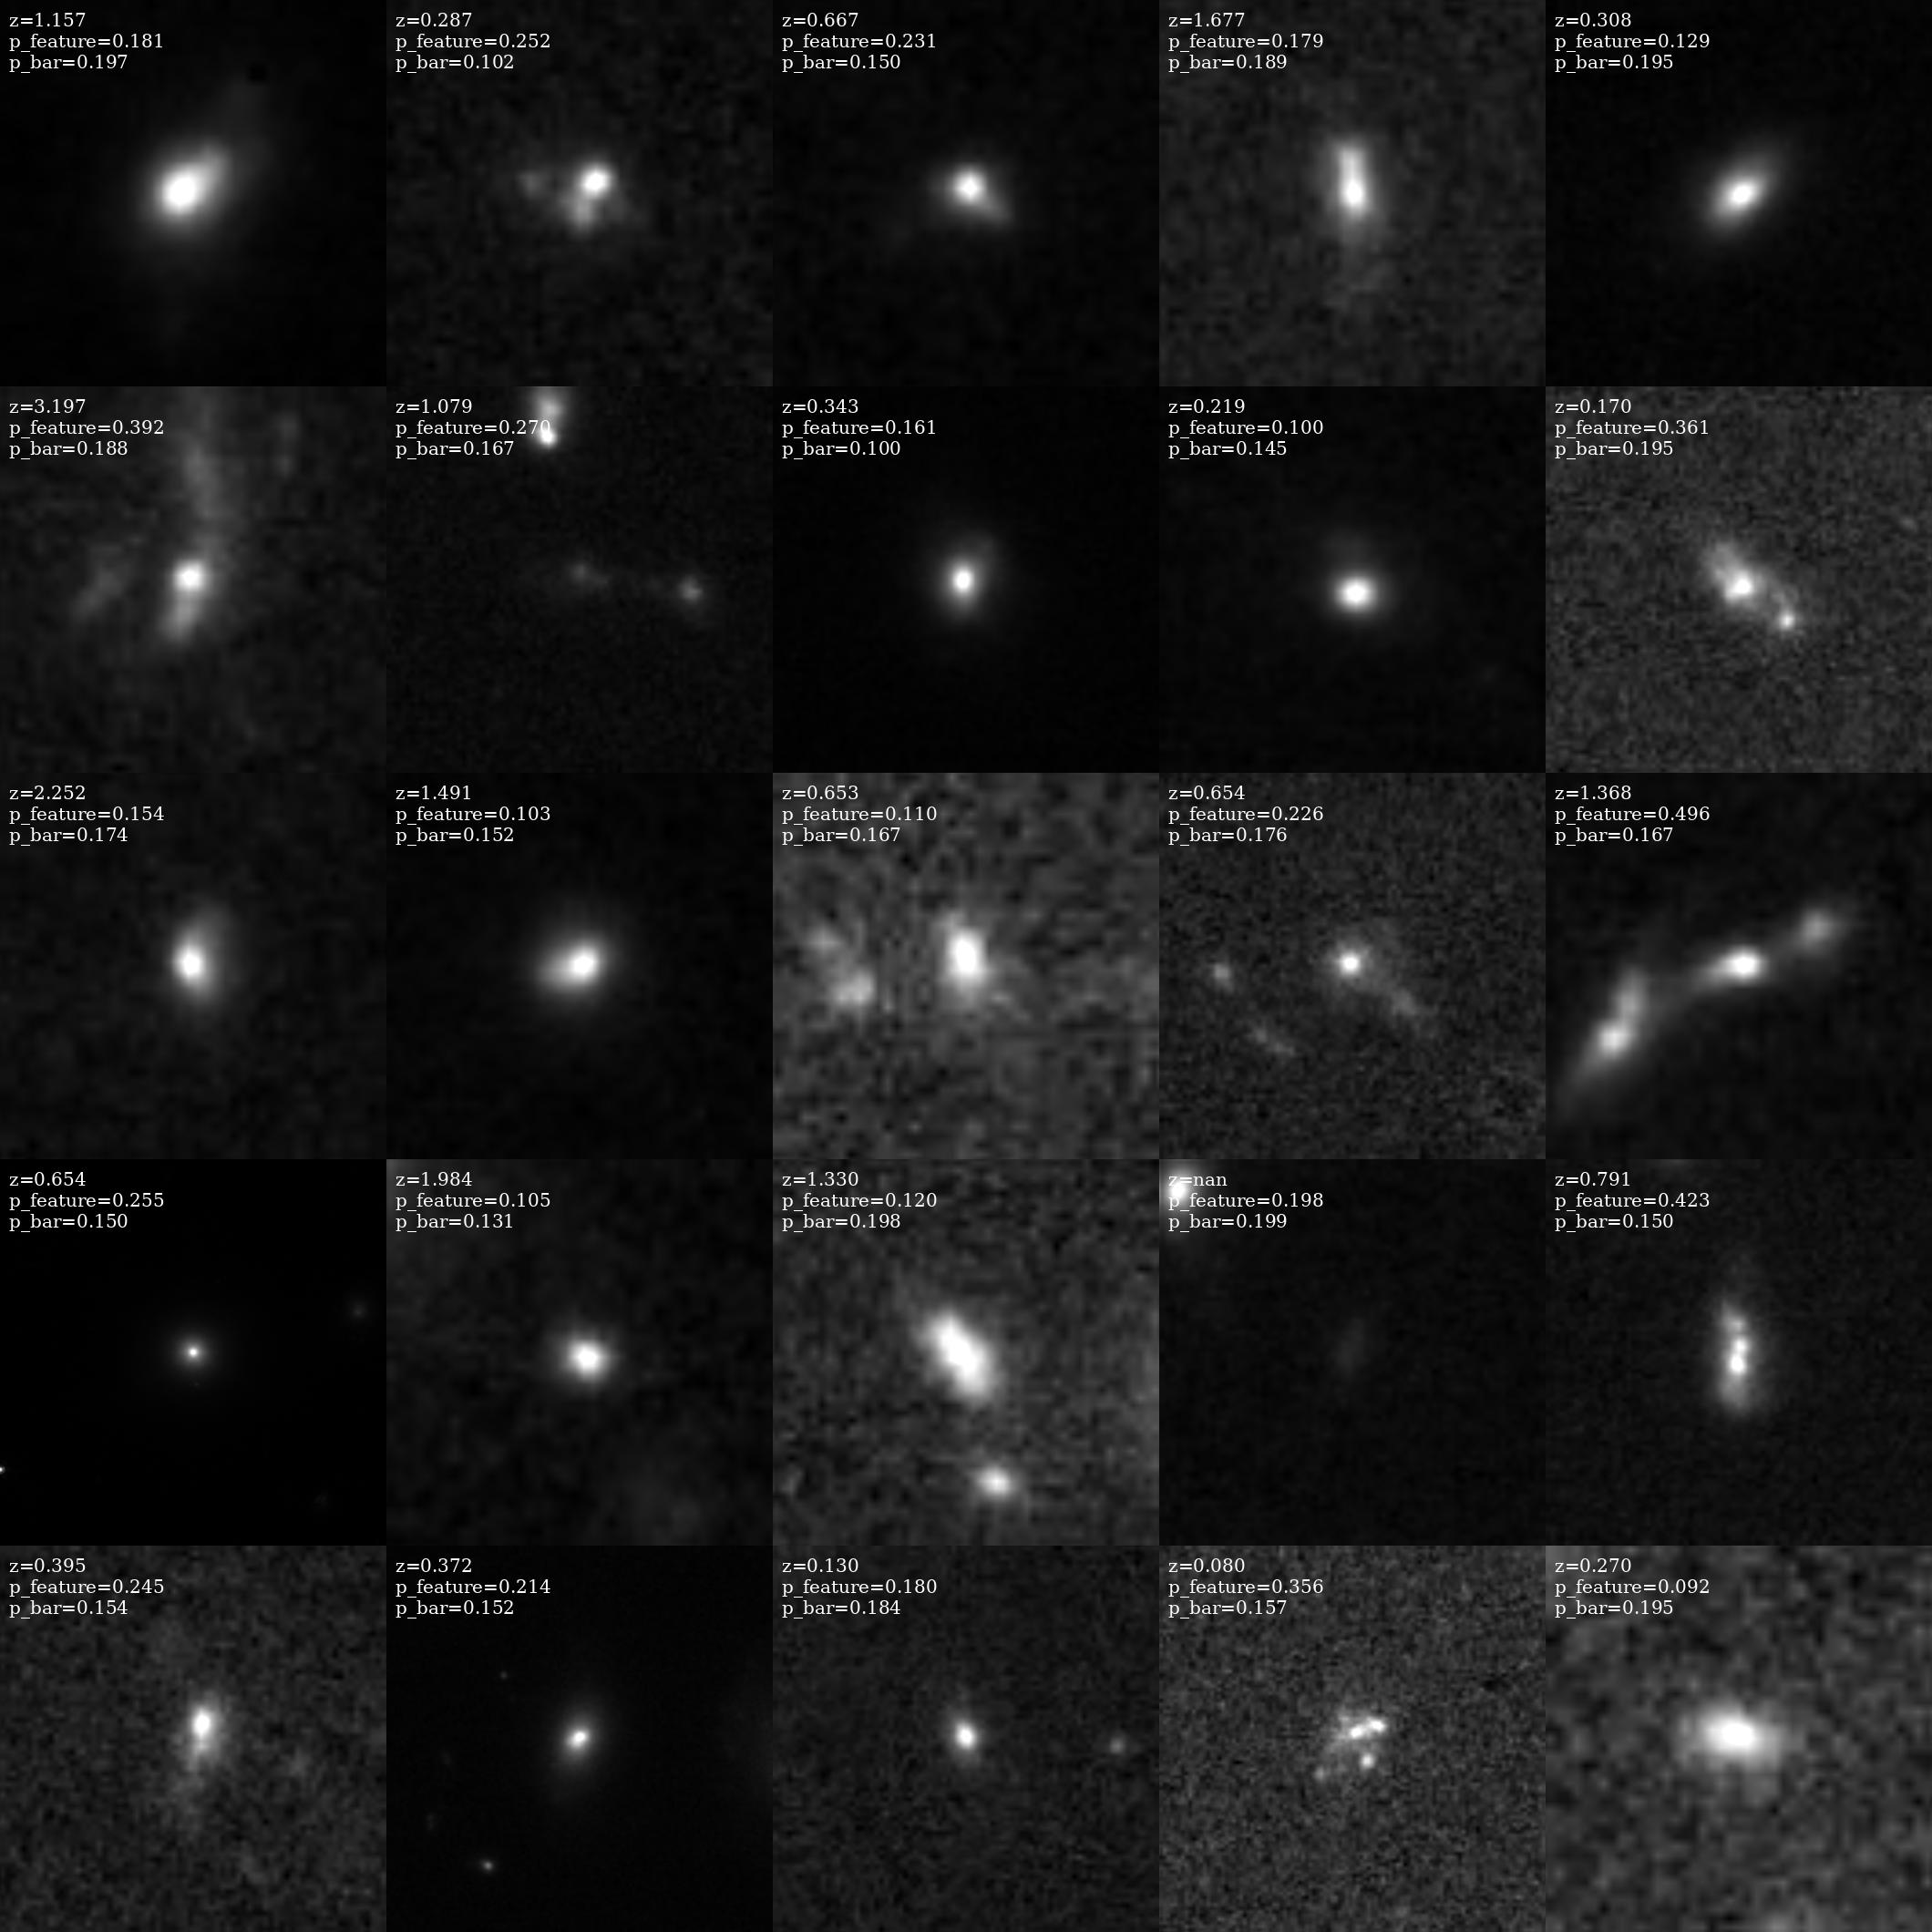 z=1.157
p_feature=0.181
p_bar=0.197
z=0.287
p_feature=0.252
p_bar=0.102
z=0.667
p_feature=0.231
p_bar=0.150
z=1.677
p_feature=0.179
p_bar=0.189
z=0.308
p_feature=0.129
p_bar=0.195
z=3.197
p_feature=0.392
p_bar=0.188
z=1.079
p_feature=0.270
p_bar=0.167
z=0.343
p_feature=0.161
p_bar=0.100
z=0.219
p_feature=0.100
p_bar=0.145
z=0.170
p_feature=0.361
p_bar=0.195
z=2.252
p_feature=0.154
p_bar=0.174
z=1.491
p_feature=0.103
p_bar=0.152
z=0.653
p_feature=0.110
p_bar=0.167
z=0.654
p_feature=0.226
p_bar=0.176
z=1.368
p_feature=0.496
p_bar=0.167
z=0.654
p_feature=0.255
p_bar=0.150
z=1.984
p_feature=0.105
p_bar=0.131
z=1.330
p_feature=0.120
p_bar=0.198
z=nan
p_feature=0.198
p_bar=0.199
z=0.791
p_feature=0.423
p_bar=0.150
z=0.395
p_feature=0.245
p_bar=0.154
z=0.372
p_feature=0.214
p_bar=0.152
z=0.130
p_feature=0.180
p_bar=0.184
z=0.080
p_feature=0.356
p_bar=0.157
z=0.270
p_feature=0.092
p_bar=0.195